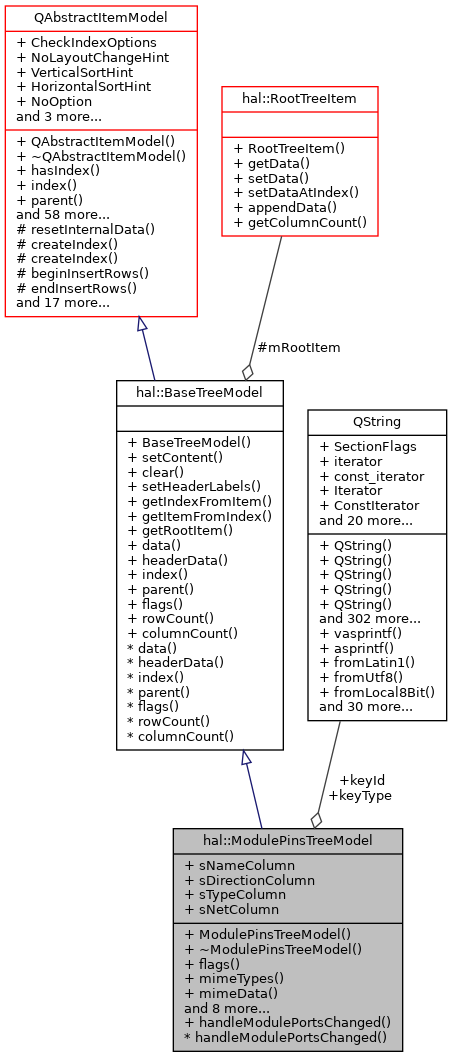 QAbstractItemModel
+ CheckIndexOptions
+ NoLayoutChangeHint
+ VerticalSortHint
+ HorizontalSortHint
+ NoOption
and 3 more...
+ QAbstractItemModel()
+ ~QAbstractItemModel()
+ hasIndex()
+ index()
+ parent()
and 58 more...
# resetInternalData()
# createIndex()
# createIndex()
# beginInsertRows()
# endInsertRows()
and 17 more...
hal::RootTreeItem
+ RootTreeItem()
+ getData()
+ setData()
+ setDataAtIndex()
+ appendData()
+ getColumnCount()
#mRootItem
hal::BaseTreeModel
+ BaseTreeModel()
+ setContent()
+ clear()
+ setHeaderLabels()
+ getIndexFromItem()
+ getItemFromIndex()
+ getRootItem()
+ data()
+ headerData()
+ index()
+ parent()
+ flags()
+ rowCount()
+ columnCount()
* data()
* headerData()
* index()
* parent()
* flags()
* rowCount()
* columnCount()
QString
+ SectionFlags
+ iterator
+ const_iterator
+ Iterator
+ ConstIterator
and 20 more...
+ QString()
+ QString()
+ QString()
+ QString()
+ QString()
and 302 more...
+ vasprintf()
+ asprintf()
+ fromLatin1()
+ fromUtf8()
+ fromLocal8Bit()
and 30 more...
+keyId
+keyType
hal::ModulePinsTreeModel
+ sNameColumn
+ sDirectionColumn
+ sTypeColumn
+ sNetColumn
+ ModulePinsTreeModel()
+ ~ModulePinsTreeModel()
+ flags()
+ mimeTypes()
+ mimeData()
and 8 more...
+ handleModulePortsChanged()
* handleModulePortsChanged()